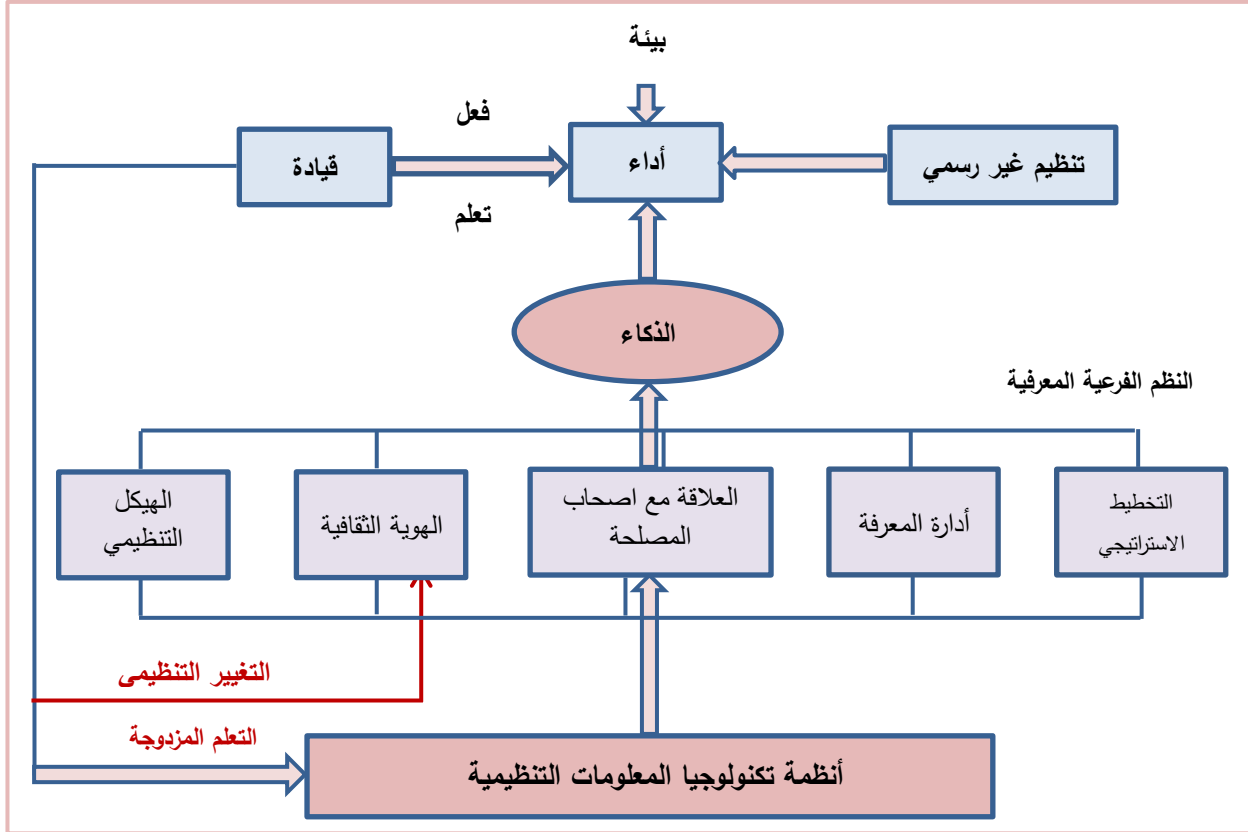 بيئة
فعل
تنظيم غير رسمي
أداء
قيادة
تعلم
الذكاء
النظم الفرعية المعرفية
التخطيط
الاستراتيجي
أدارة المعرفة
العلاقة مع اصحاب
المصلحة
الهوية الثقافية
الهيكل
التنظيمي
التغيير التنظيمى
التعلم المزدوجة
أنظمة تكنولوجيا المعلومات التنظيمية